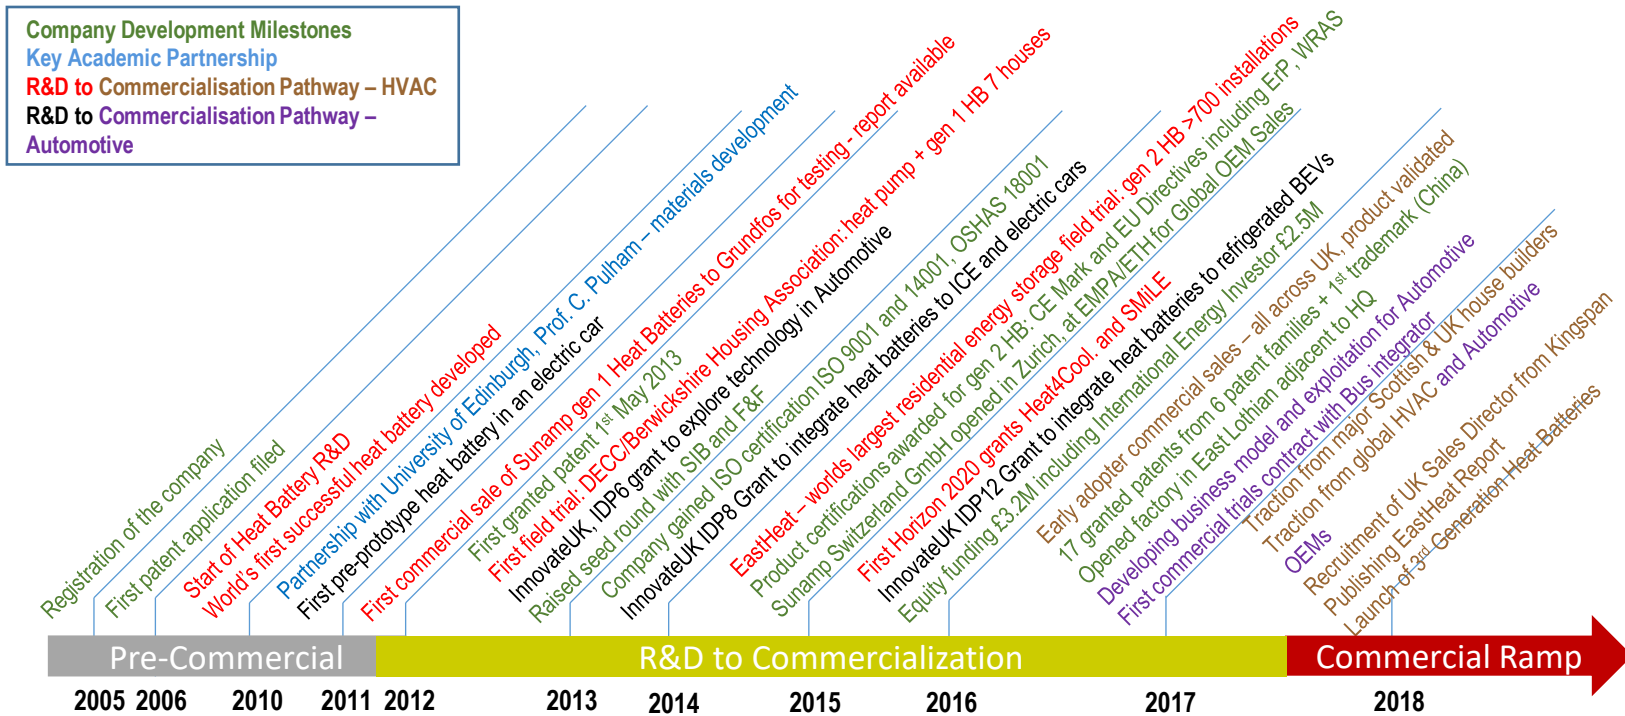 Company Development Milestones
Key Academic Partnership
R&D to Commercialisation Pathway – HVAC
R&D to Commercialisation Pathway –
Automotive
Registration of the company
First patent application filed
Start of Heat Battery R&D
World's first successful heat battery developed
Partnership with University of Edinburgh, Prof. C. Pulham – materials development
First pre-prototype heat battery in an electric car
First commercial sale of Sunamp gen 1 Heat Batteries to Grundfos for testing - report available
First granted patent 1st May 2013
First field trial: DECC/Berwickshire Housing Association: heat pump + gen 1 HB 7 houses
InnovateUK, IDP6 grant to explore technology in Automotive
Raised seed round with SIB and F&F
Company gained ISO certification ISO 9001 and 14001, OSHAS 18001
InnovateUK IDP8 Grant to integrate heat batteries to ICE and electric cars
EastHeat – worlds largest residential energy storage field trial: gen 2 HB >700 installations
Product certifications awarded for gen 2 HB: CE Mark and EU Directives including ErP, WRAS
Sunamp Switzerland GmbH opened in Zurich, at EMPA/ETH for Global OEM Sales
First Horizon 2020 grants Heat4Cool. and SMiLE
InnovateUK IDP12 Grant to integrate heat batteries to refrigerated BEVs
Equity funding £3.2M including International Energy Investor £2.5M
Early adopter commercial sales – all across UK, product validated
17 granted patents from 6 patent families + 1st trademark (China)
Opened factory in East Lothian adjacent to HQ
Developing business model and exploitation for Automotive
First commercial trials contract with Bus integrator
Traction from major Scottish & UK house builders
Traction from global HVAC and Automotive
OEMs
Recruitment of UK Sales Director from Kingspan
Publishing EastHeat Report
Launch of 3rd Generation Heat Batteries
Pre-Commercial
R&D to Commercialization
Commercial Ramp
2005 2006 2010 2011 2012 2013 2014 2015 2016 2017 2018